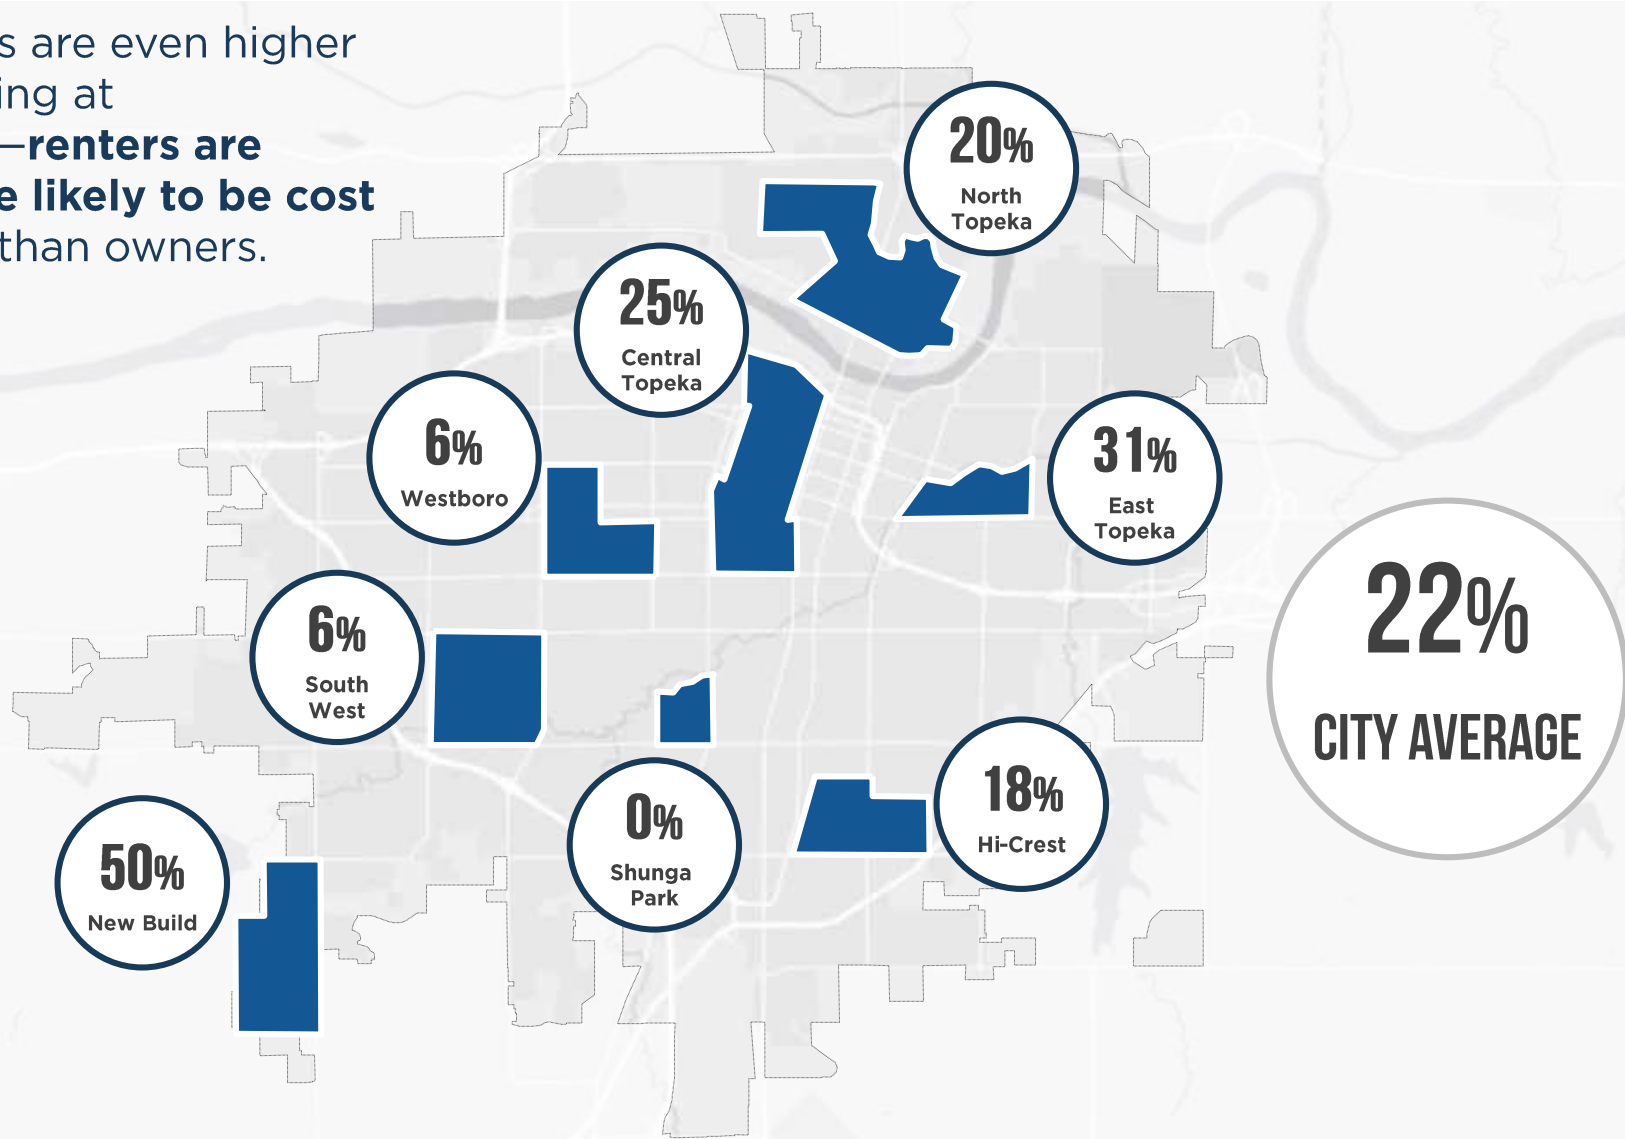 s are even higher
ing at
—renters are
e likely to be cost
than owners.
20%
North
Topeka
25%
Central
Topeka
6%
Westboro
31%
East
Topeka
22%
CITY AVERAGE
6%
South
West
0%
Shunga
Park
18%
Hi-Crest
50%
New Build